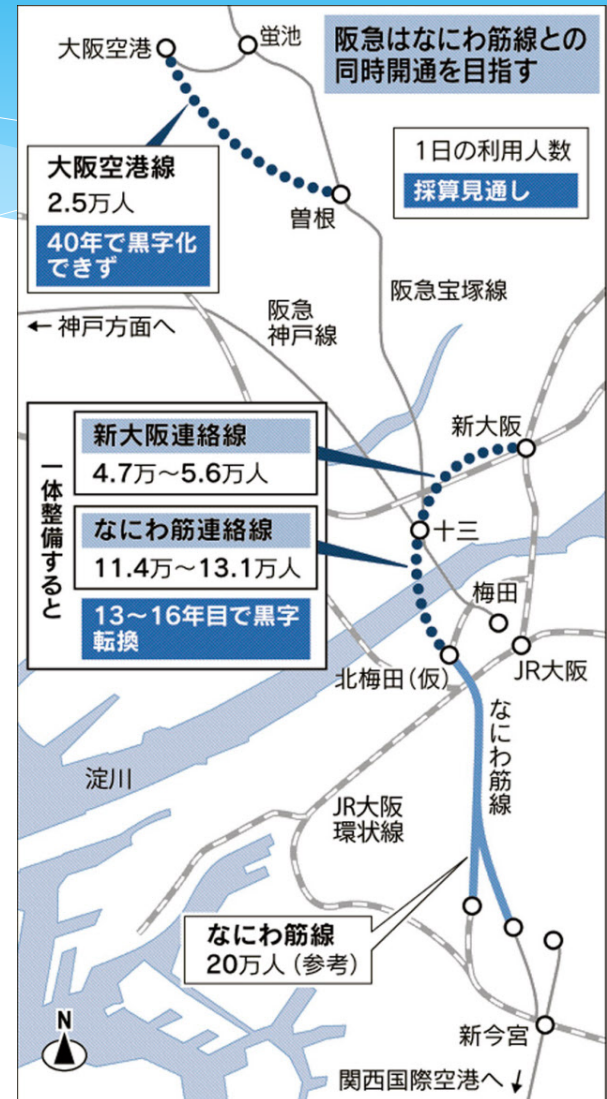 阪急はなにわ筋線との
同時開通を目指す
大阪空港
蛍池
1日の利用人数
採算見通し
大阪空港線
2.5万人
40年で黒字化
できず
曽根
阪急宝塚線
阪急
神戸線
←神戸方面へ
新大阪
一体整備すると
新大阪連絡線
4.7万〜5.6万人
なにわ筋連絡線
11.4万〜13.1万人
13〜16年目で黒字
転換
十三
梅田
北梅田(仮)
JR大阪
なにわ筋線
淀川
JR大阪
環状線
なにわ筋線
20万人(参考)
新今宮
N
関西国際空港へ↓